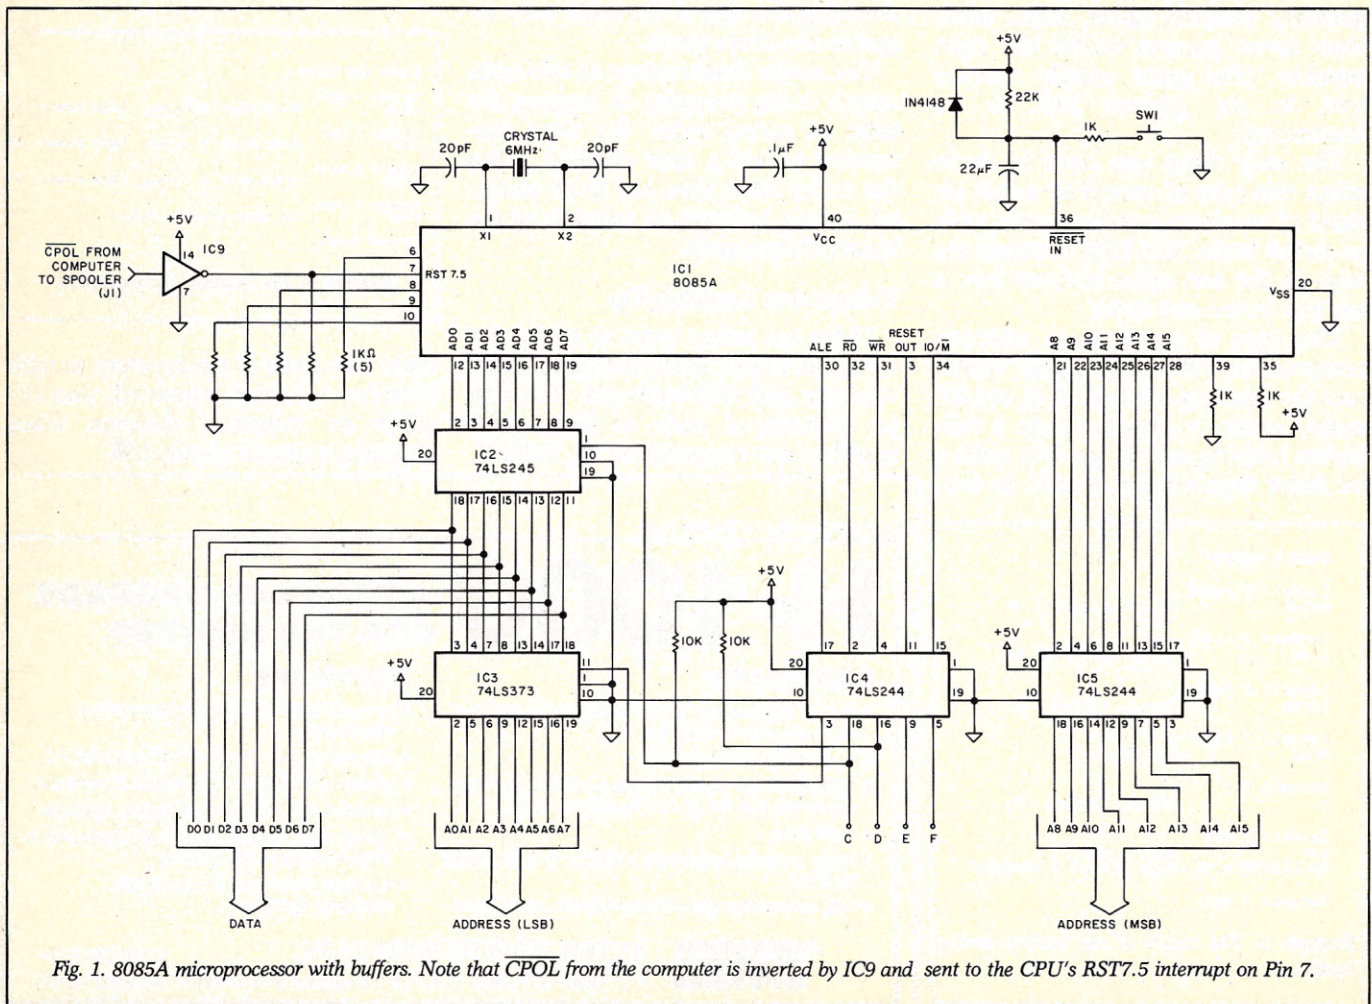 +5V
IN4148
22K
SW1
1K
CRYSTAL
6MHz
20pF
20pF
+5V
.1µF
22µF
1
2
40
36
X1
X2
VCC
RESET
IN
+5V
14
IC9
7
CPOL FROM
COMPUTER
TO SPOOLER
(J1)
6
7
8
9
10
RST 7.5
IC1
8085A
VSS
20
1KΩ
(5)
AD0 AD1 AD2 AD3 AD4 AD5 AD6 AD7
ALE RD WR RESET OUT IO/M
A8 A9 A10 A11 A12 A13 A14 A15
12 13 14 15 16 17 18 19
30 32 31 3 34
21 22 23 24 25 26 27 28
39
35
1K
1K
+5V
+5V
20
2 3 4 5 6 7 8 9
IC2
74LS245
1
10
19
18 17 16 15 14 13 12 11
+5V
10K
10K
+5V
20
3 4 7 8 13 14 17 18
IC3
74LS373
11
1
10
2 5 6 9 12 15 16 19
20
10
17 2 4 11 15
IC4
74LS244
1
19
3 18 16 9 5
+5V
20
10
2 4 6 8 11 13 15 17
IC5
74LS244
1
19
18 16 14 12 9 7 5 3
D0 D1 D2 D3 D4 D5 D6 D7
A0 A1 A2 A3 A4 A5 A6 A7
C D E F
A8 A9 A10 A11 A12 A13 A14 A15
DATA
ADDRESS (LSB)
ADDRESS (MSB)
Fig. 1. 8085A microprocessor with buffers. Note that CPOL from the computer is inverted by IC9 and sent to the CPU's RST7.5 interrupt on Pin 7.